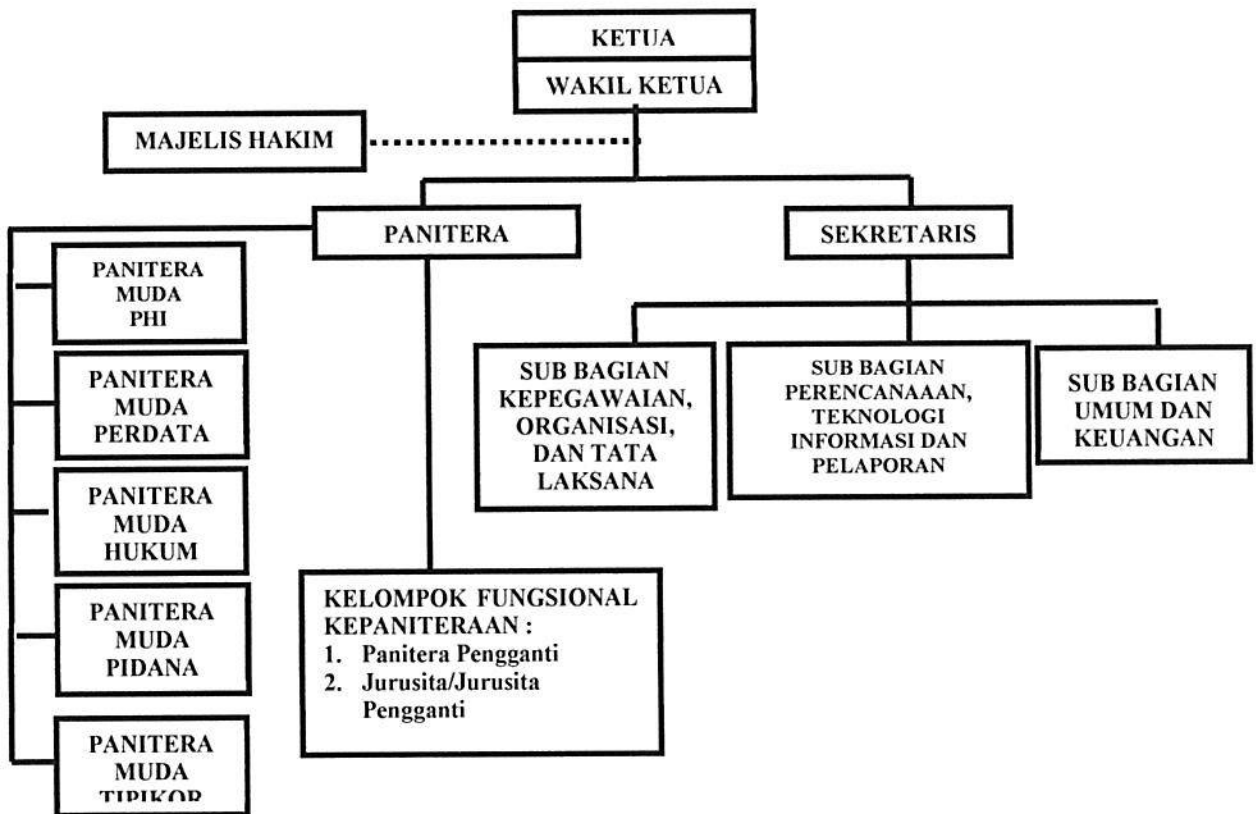 KETUA
WAKIL KETUA
MAJELIS HAKIM
PANITERA
SEKRETARIS
PANITERA
MUDA
PHI
PANITERA
MUDA
PERDATA
PANITERA
MUDA
HUKUM
PANITERA
MUDA
PIDANA
PANITERA
MUDA
TIPIKOR
KELOMPOK FUNGSIONAL
KEPANITERAAN :
1. Panitera Pengganti
2. Jurusita/Jurusita
Pengganti
SUB BAGIAN
KEPEGAWAIAN,
ORGANISASI,
DAN TATA
LAKSANA
SUB BAGIAN
PERENCANAAAN,
TEKNOLOGI
INFORMASI DAN
PELAPORAN
SUB BAGIAN
UMUM DAN
KEUANGAN